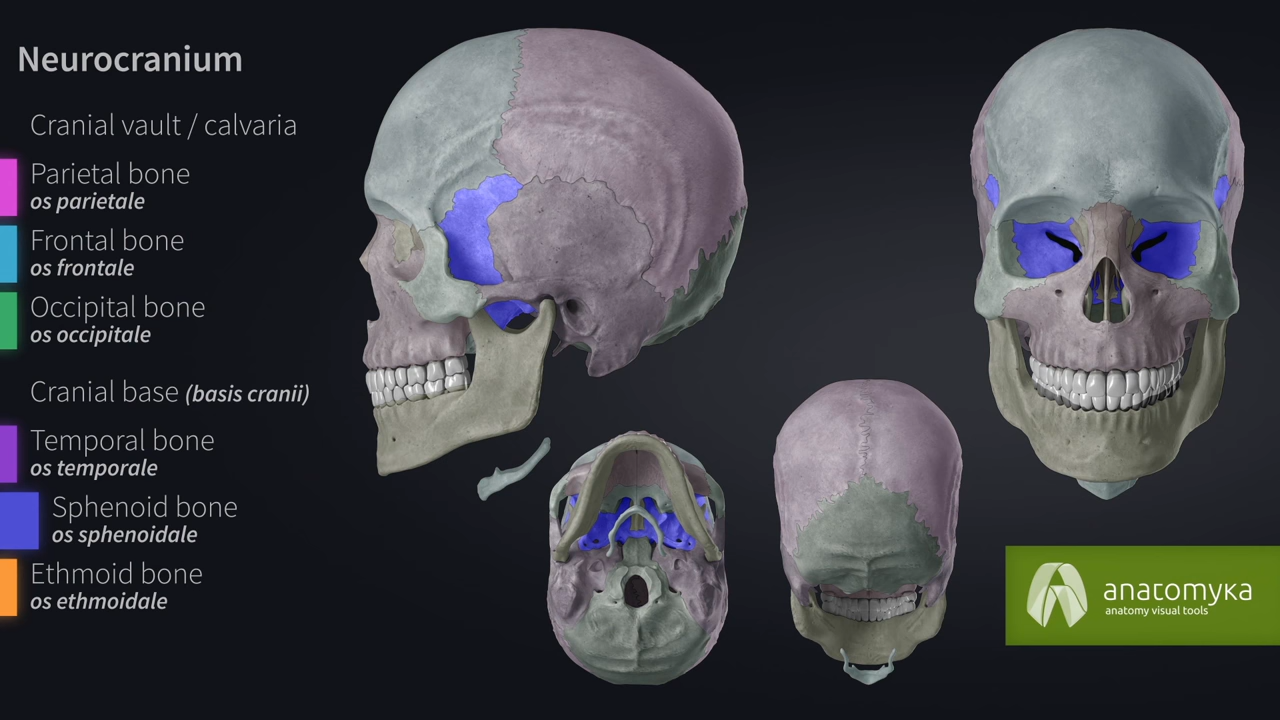 Neurocranium
Cranial vault / calvaria
Parietal bone
os parietale
Frontal bone
os frontale
Occipital bone
os occipitale
Cranial base (basis cranii)
Temporal bone
os temporale
Sphenoid bone
os sphenoidale
Ethmoid bone
os ethmoidale
anatomyka
anatomy visual tools